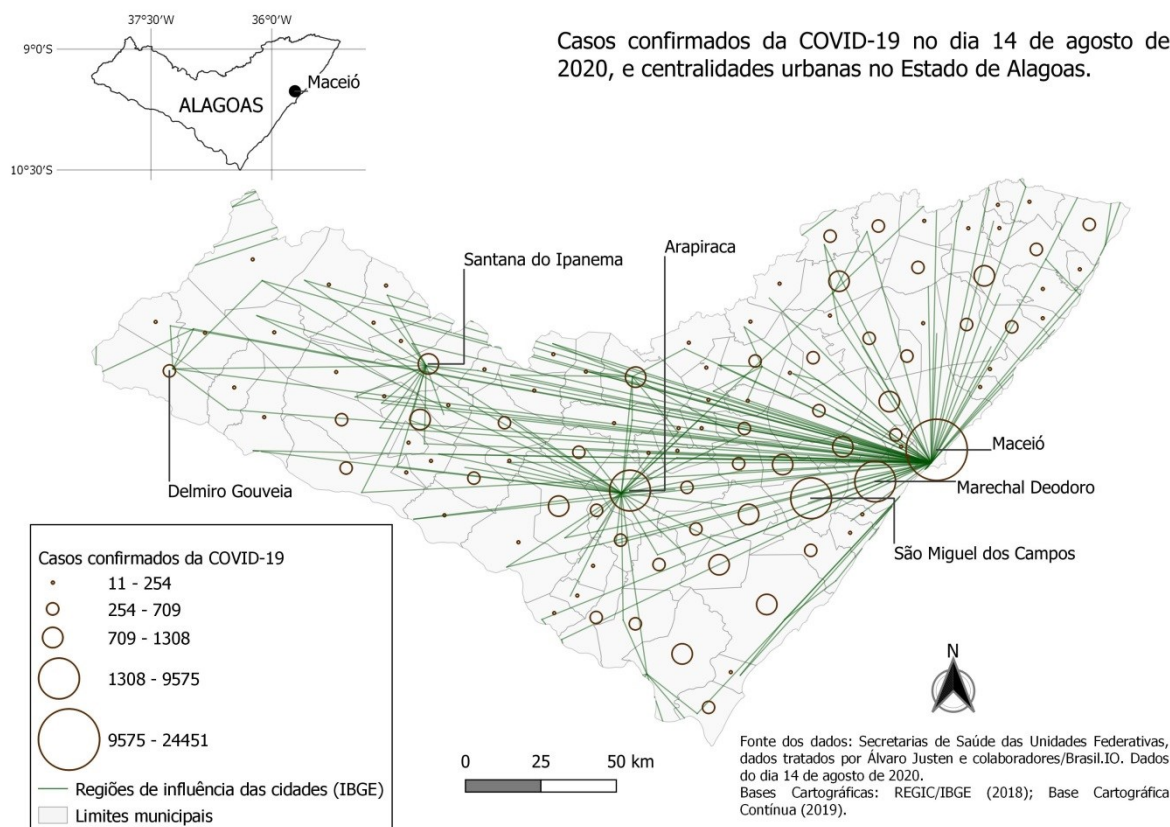 37°30'W
36°0'W
9°0'S
Maceió
ALAGOAS
10°30'S
Casos confirmados da COVID-19 no dia 14 de agosto de
2020, e centralidades urbanas no Estado de Alagoas.
Arapiraca
Santana do Ipanema
Maceió
Delmiro Gouveia
Marechal Deodoro
São Miguel dos Campos
Casos confirmados da COVID-19
11 - 254
254 - 709
709 - 1308
1308 - 9575
9575 - 24451
Regiões de influência das cidades (IBGE)
Limites municipais
0 25 50 km
N
Fonte dos dados: Secretarias de Saúde das Unidades Federativas,
dados tratados por Álvaro Justen e colaboradores/Brasil.IO. Dados
do dia 14 de agosto de 2020.
Bases Cartográficas: REGIC/IBGE (2018); Base Cartográfica
Contínua (2019).